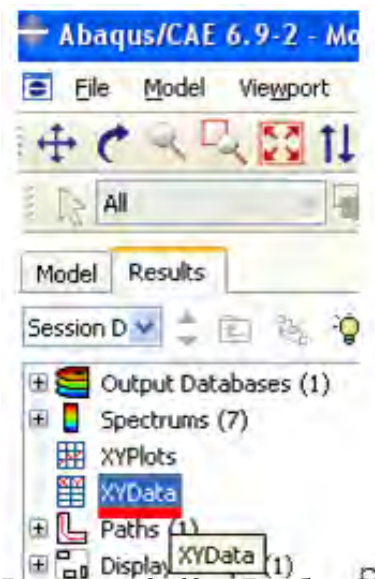 Abaqus/CAE 6.9-2 - Mo
File Model Viewport
All
Model Results
Session D
Output Databases (1)
Spectrums (7)
XYPlots
XYData
Paths (1)
Display (1)
XYData